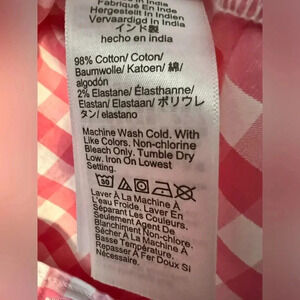 Fabriqué En Inde
Hergestellt In Indien
Vervaardigd In Indien
インド製
hecho en india
98% Cotton/ Coton/
Baumwolle/ Katoen/ 綿/
algodón
2% Elastane/ Élasthanne/
Elastan/ Elastaan/ ポリウレ
タン/ elastano
Machine Wash Cold. With
Like Colors. Non-chlorine
Bleach Only. Tumble Dry
Low. Iron On Lowest
Setting.
30
Laver À La Machine À
L'eau Froide. Laver En
Séparant Les Couleurs.
Seulement Agent De
Blanchiment Non-chlore.
Sécher À La Machine À
Basse Température.
Repasser À Fer Doux Si
Nécessaire.